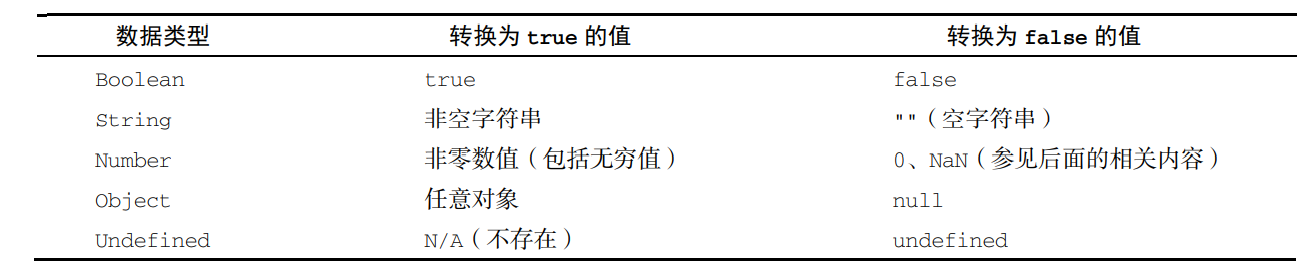 数据类型 转换为 true 的值 转换为 false 的值
Boolean true false
String 非空字符串 ""（空字符串）
Number 非零数值（包括无穷值） 0、NaN（参见后面的相关内容）
Object 任意对象 null
Undefined N/A（不存在） undefined